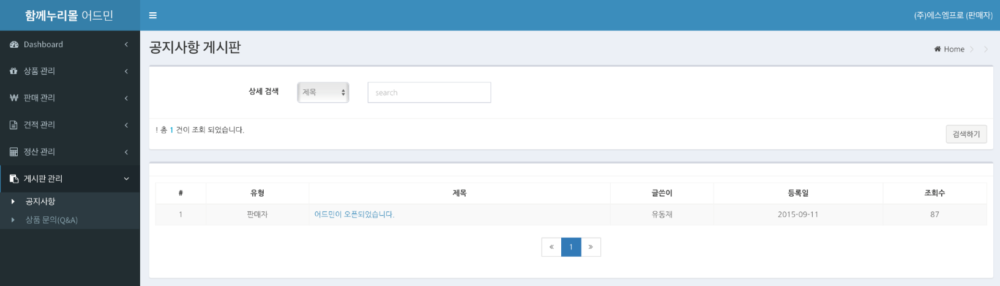 함께누리몰 어드민
(주)에스엠프로 (판매자)
Dashboard
상품 관리
판매 관리
견적 관리
정산 관리
게시판 관리
공지사항
상품 문의(Q&A)
공지사항 게시판
Home
상세 검색 제목 search
! 총 1 건이 조회 되었습니다.
검색하기
# 유형 제목 글쓴이 등록일 조회수
1 판매자 어드민이 오픈되었습니다. 유동재 2015-09-11 87
« 1 »